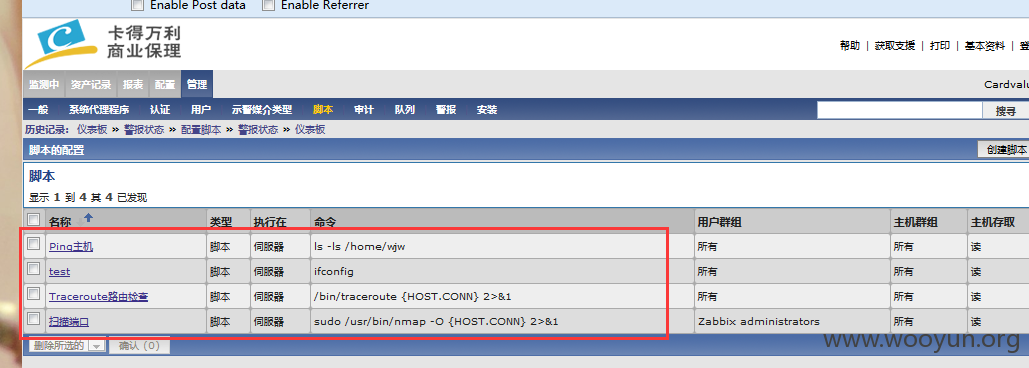 Enable Post data Enable Referrer
卡得万利
商业保理
帮助 | 获取支援 | 打印 | 基本资料 |
监测中 资产记录 报表 配置 管理 Cardvalu
一般 系统代理程序 认证 用户 示警媒介类型 脚本 审计 队列 警报 安装 搜寻
历史记录: 仪表板 » 警报状态 » 配置脚本 » 警报状态 » 仪表板
脚本的配置 创建脚本
脚本
显示 1 到 4 其 4 已发现
名称 类型 执行在 命令 用户群组 主机群组 主机存取
Ping主机 脚本 伺服器 ls -ls /home/wjw 所有 所有 读
test 脚本 伺服器 ifconfig 所有 所有 读
Traceroute路由检查 脚本 伺服器 /bin/traceroute {HOST.CONN} 2>&1 所有 所有 读
扫描端口 脚本 伺服器 sudo /usr/bin/nmap -O {HOST.CONN} 2>&1 Zabbix administrators 所有 读
删除所选的 确认 (0)
www.wooyun.org